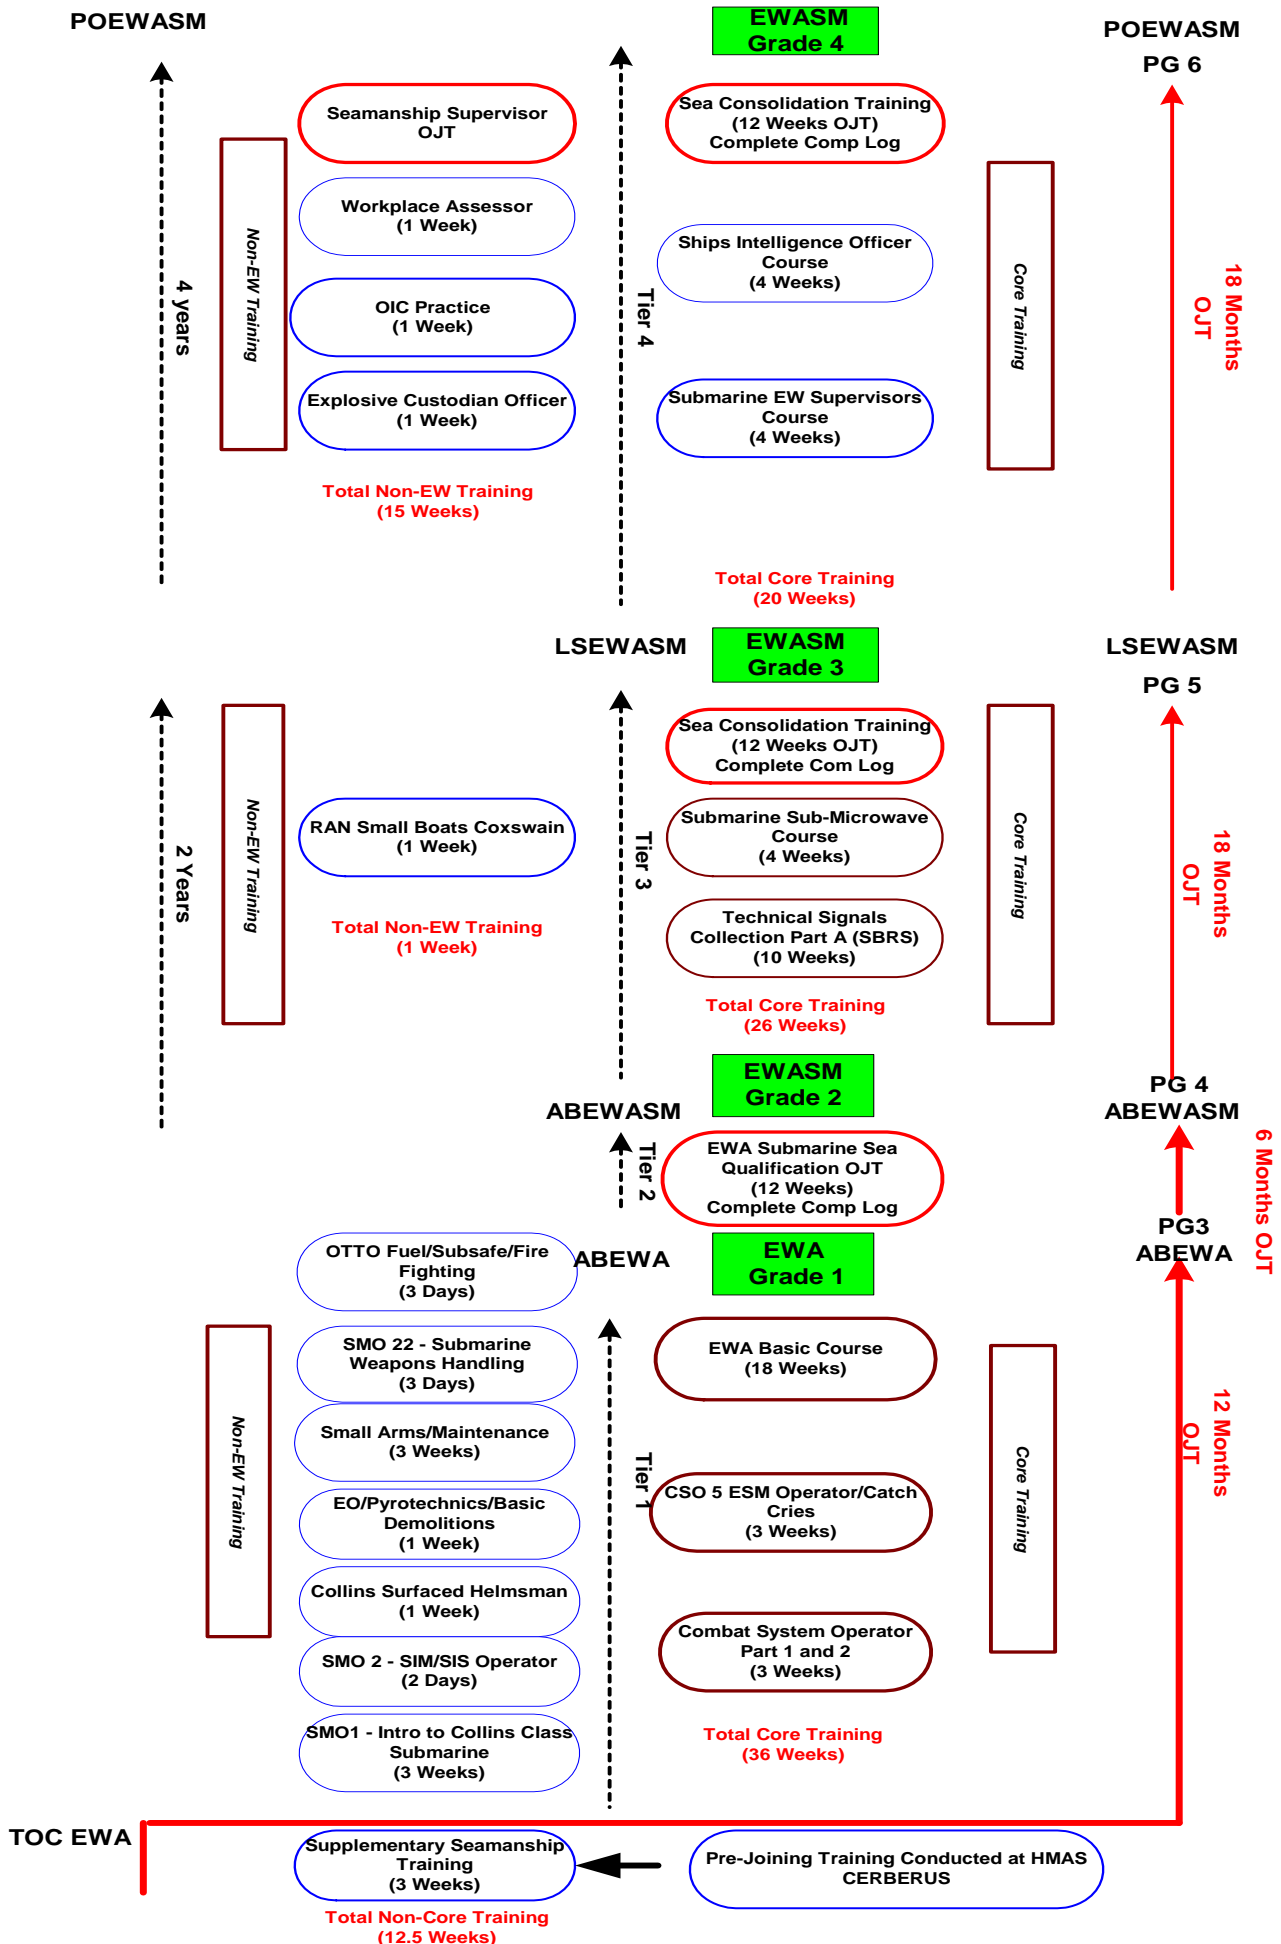 POEWASM
EWASM
Grade 4
POEWASM
PG 6
Seamanship Supervisor
OJT
Sea Consolidation Training
(12 Weeks OJT)
Complete Comp Log
Workplace Assessor
(1 Week)
Ships Intelligence Officer
Course
(4 Weeks)
4 years
Non-EW Training
OIC Practice
(1 Week)
Tier 4
Core Training
18 Months
OJT
Explosive Custodian Officer
(1 Week)
Submarine EW Supervisors
Course
(4 Weeks)
Total Non-EW Training
(15 Weeks)
Total Core Training
(20 Weeks)
LSEWASM
EWASM
Grade 3
LSEWASM
PG 5
Sea Consolidation Training
(12 Weeks OJT)
Complete Com Log
2 Years
Non-EW Training
RAN Small Boats Coxswain
(1 Week)
Tier 3
Submarine Sub-Microwave
Course
(4 Weeks)
Core Training
18 Months
OJT
Total Non-EW Training
(1 Week)
Technical Signals
Collection Part A (SBRS)
(10 Weeks)
Total Core Training
(26 Weeks)
EWASM
Grade 2
ABEWASM
PG 4
ABEWASM
Tier 2
EWA Submarine Sea
Qualification OJT
(12 Weeks)
Complete Comp Log
6 Months OJT
PG3
ABEWA
OTTO Fuel/Subsafe/Fire
Fighting
(3 Days)
ABEWA
EWA
Grade 1
SMO 22 - Submarine
Weapons Handling
(3 Days)
EWA Basic Course
(18 Weeks)
Non-EW Training
Small Arms/Maintenance
(3 Weeks)
Tier 1
Core Training
12 Months
OJT
EO/Pyrotechnics/Basic
Demolitions
(1 Week)
CSO 5 ESM Operator/Catch
Cries
(3 Weeks)
Collins Surfaced Helmsman
(1 Week)
SMO 2 - SIM/SIS Operator
(2 Days)
Combat System Operator
Part 1 and 2
(3 Weeks)
SMO1 - Intro to Collins Class
Submarine
(3 Weeks)
Total Core Training
(36 Weeks)
TOC EWA
Supplementary Seamanship
Training
(3 Weeks)
Pre-Joining Training Conducted at HMAS
CERBERUS
Total Non-Core Training
(12.5 Weeks)